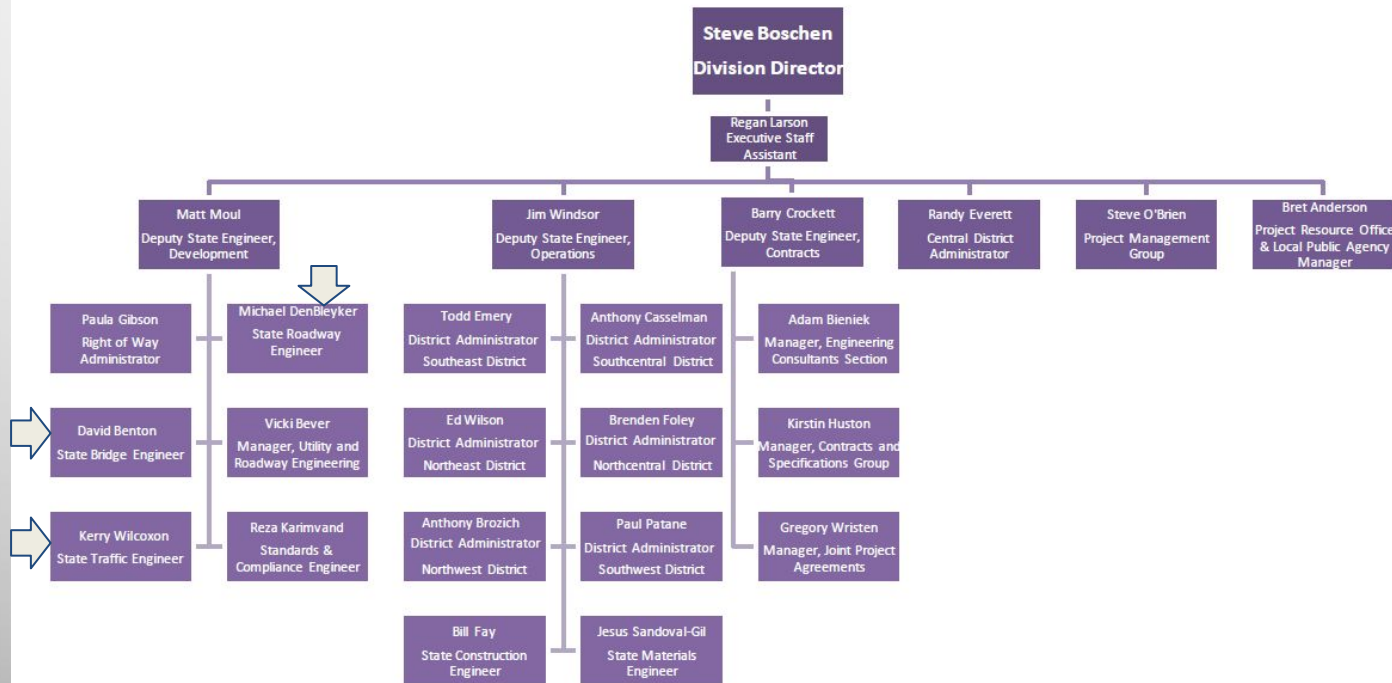 Steve Boschen
Division Director
Regan Larson
Executive Staff
Assistant
Matt Moul
Deputy State Engineer,
Development
Jim Windsor
Deputy State Engineer,
Operations
Barry Crockett
Deputy State Engineer,
Contracts
Randy Everett
Central District
Administrator
Steve O'Brien
Project Management
Group
Bret Anderson
Project Resource Office
& Local Public Agency
Manager
Paula Gibson
Right of Way
Administrator
Michael DenBleyker
State Roadway
Engineer
Todd Emery
District Administrator
Southeast District
Anthony Casselman
District Administrator
Southcentral District
Adam Bieniek
Manager, Engineering
Consultants Section
David Benton
State Bridge Engineer
Vicki Bever
Manager, Utility and
Roadway Engineering
Ed Wilson
District Administrator
Northeast District
Brenden Foley
District Administrator
Northcentral District
Kirstin Huston
Manager, Contracts and
Specifications Group
Kerry Wilcoxon
State Traffic Engineer
Reza Karimvand
Standards &
Compliance Engineer
Anthony Brozich
District Administrator
Northwest District
Paul Patane
District Administrator
Southwest District
Gregory Wristen
Manager, Joint Project
Agreements
Bill Fay
State Construction
Engineer
Jesus Sandoval-Gil
State Materials
Engineer